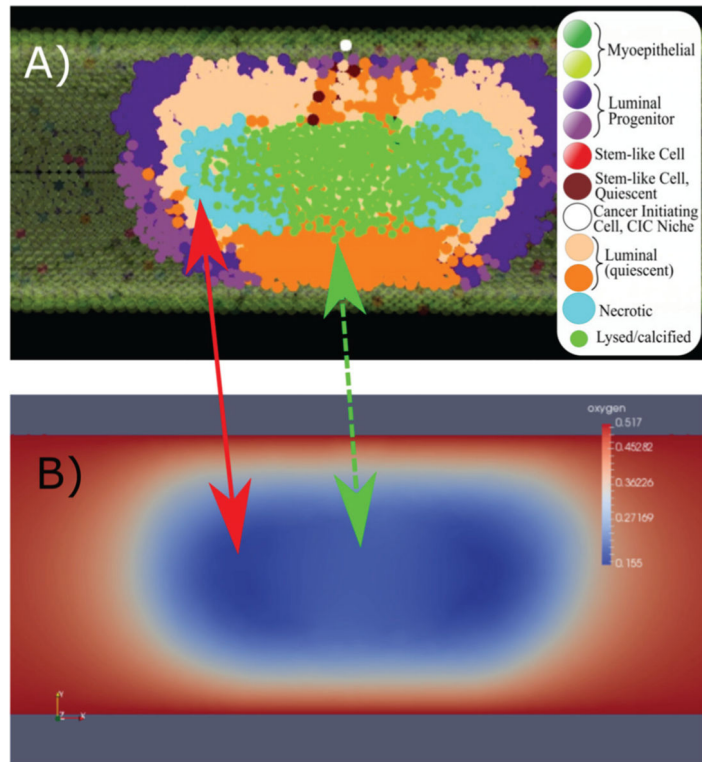 A)
Myoepithelial
Luminal
Progenitor
Stem-like Cell
Stem-like Cell,
Quiescent
Cancer Initiating
Cell, CIC Niche
Luminal
(quiescent)
Necrotic
Lysed/calcified
B)
oxygen
0.517
0.45282
0.36226
0.27169
0.155
Y
Z
X